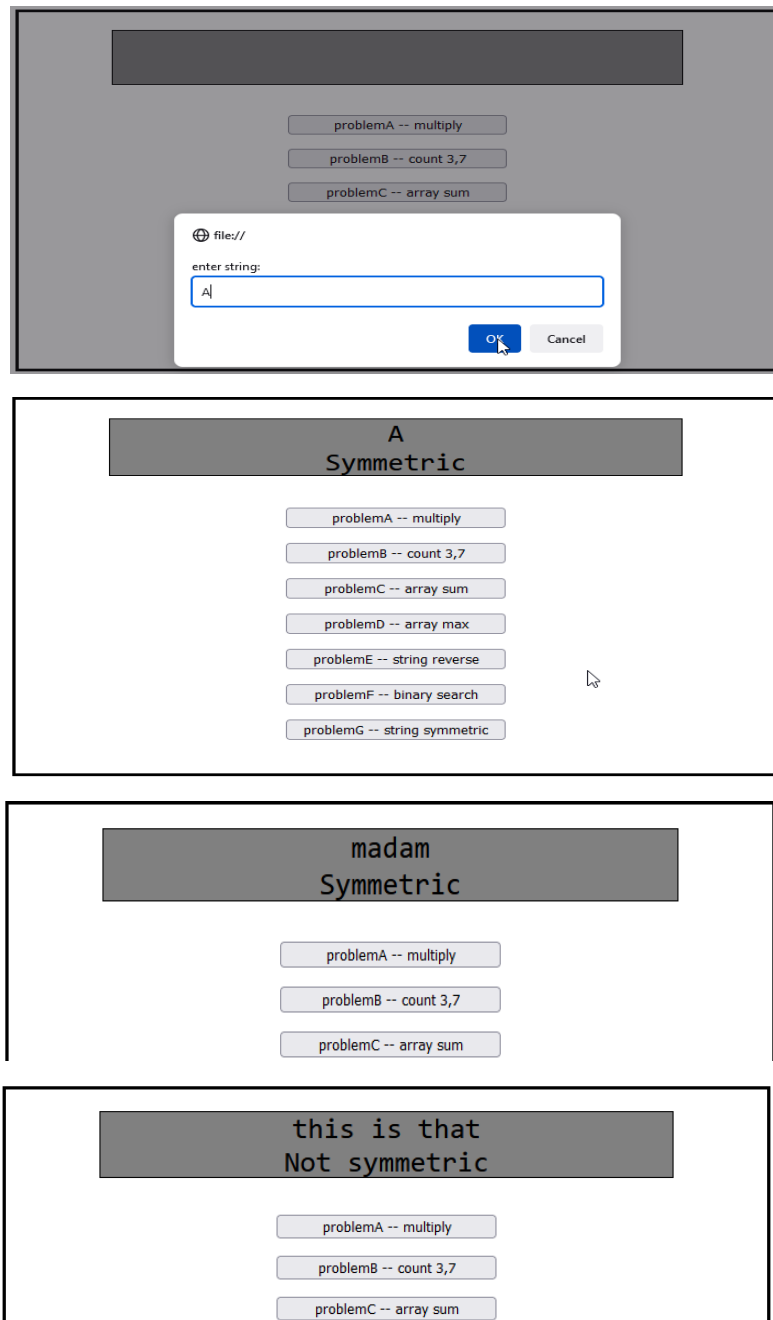 problemA -- multiply
problemB -- count 3,7
problemC -- array sum
file://
enter string:
A
OK Cancel
A
Symmetric
problemA -- multiply
problemB -- count 3,7
problemC -- array sum
problemD -- array max
problemE -- string reverse
problemF -- binary search
problemG -- string symmetric
madam
Symmetric
problemA -- multiply
problemB -- count 3,7
problemC -- array sum
this is that
Not symmetric
problemA -- multiply
problemB -- count 3,7
problemC -- array sum